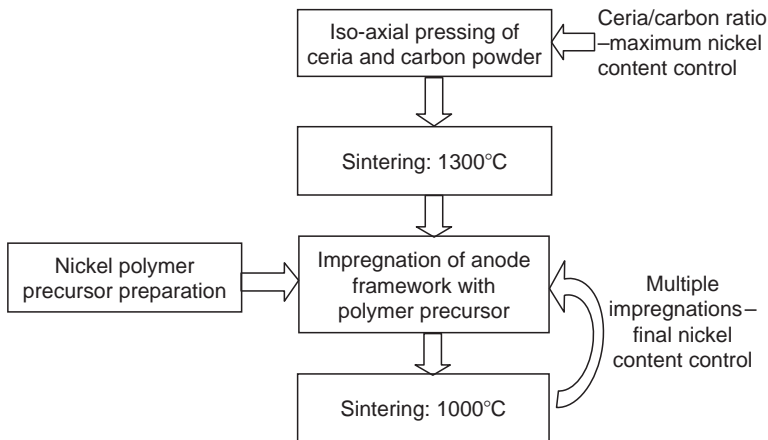 Iso-axial pressing of
ceria and carbon powder
Ceria/carbon ratio
–maximum nickel
content control
Sintering: 1300°C
Nickel polymer
precursor preparation
Impregnation of anode
framework with
polymer precursor
Multiple
impregnations–
final nickel
content control
Sintering: 1000°C